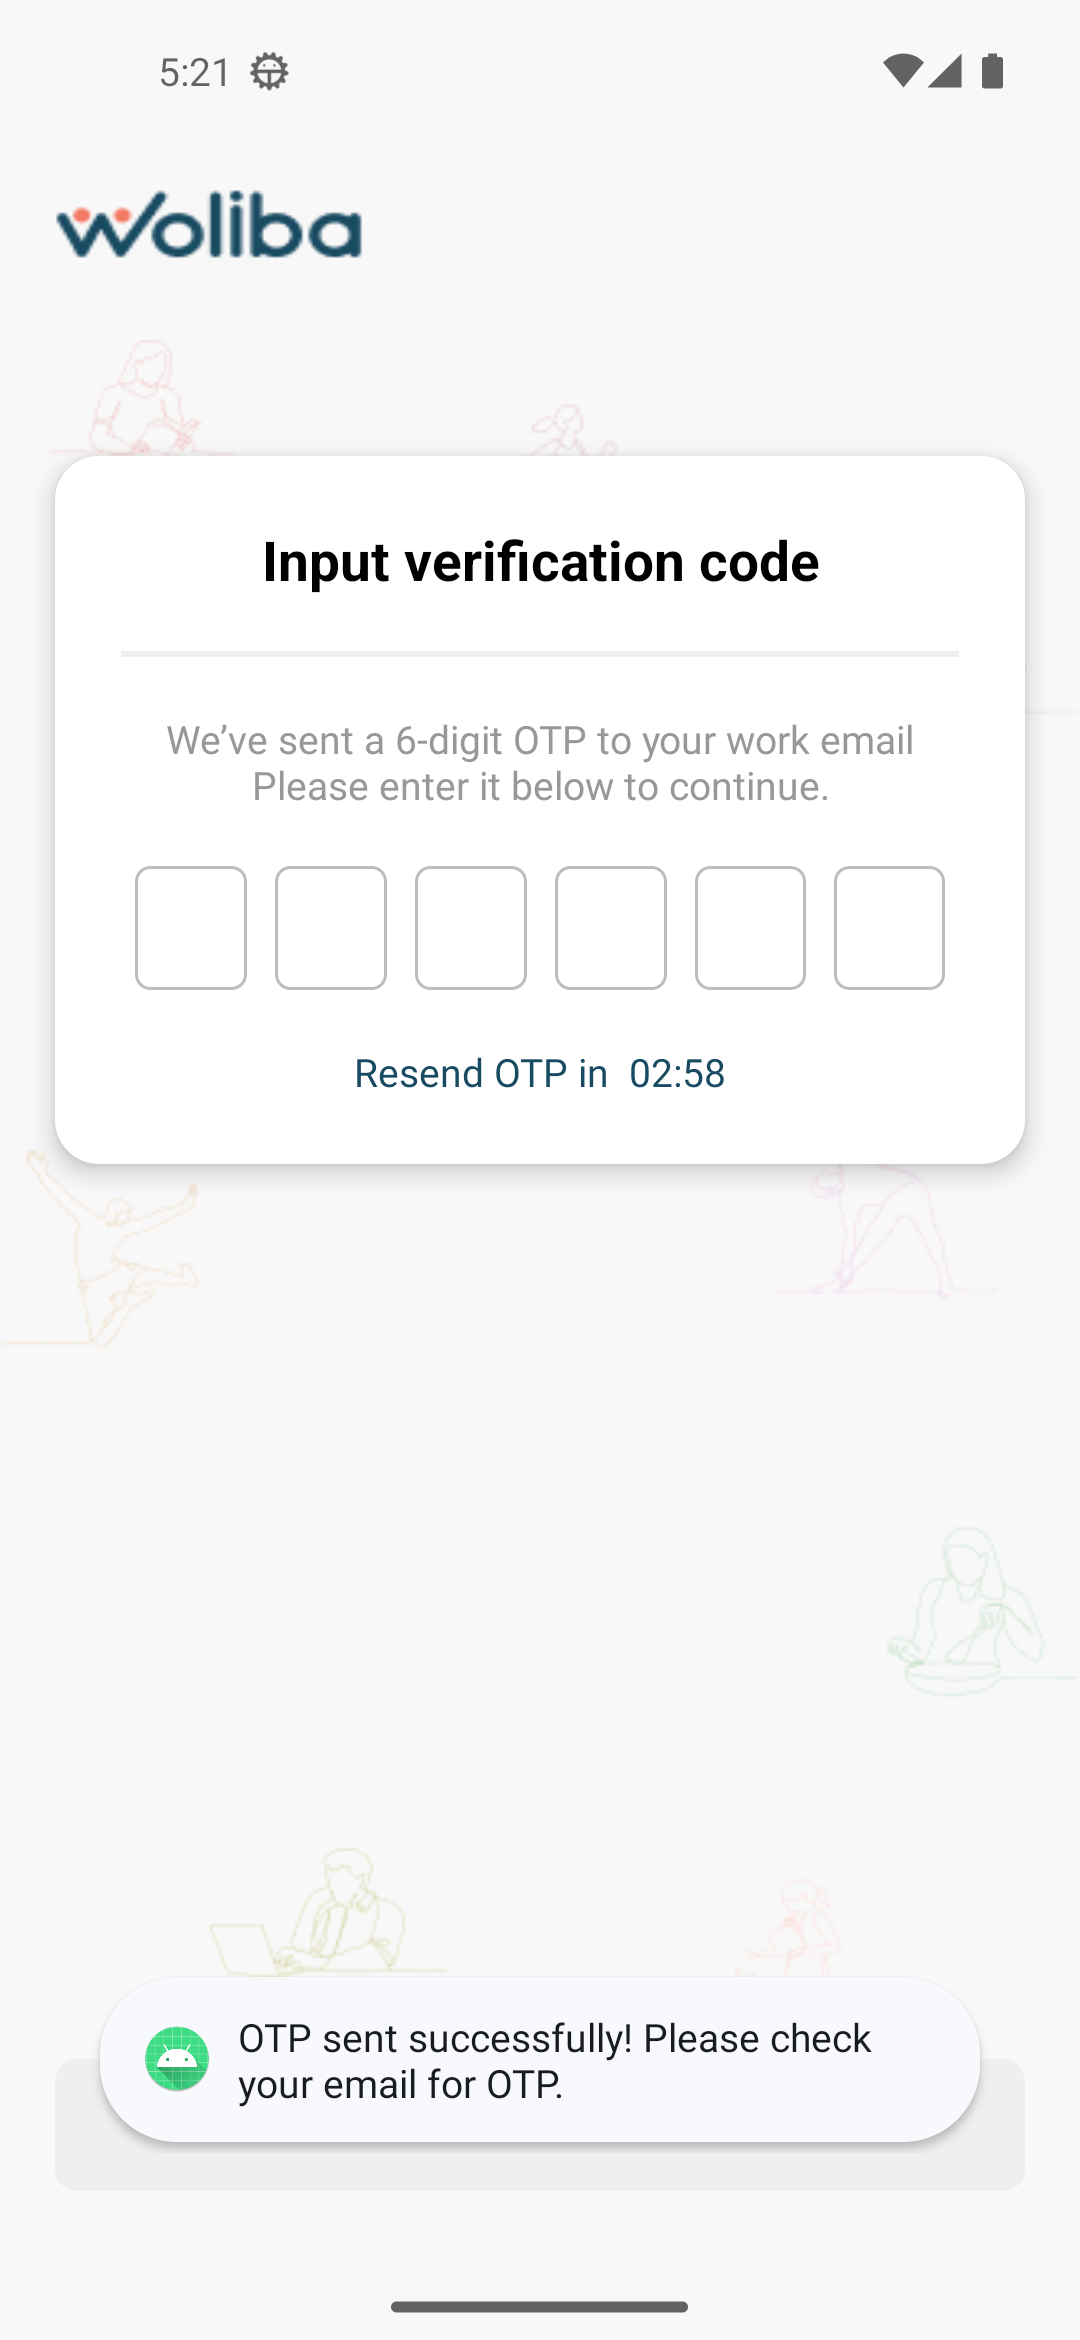 5:21
woliba
Input verification code
We’ve sent a 6-digit OTP to your work email
Please enter it below to continue.
Resend OTP in 02:58
OTP sent successfully! Please check
your email for OTP.